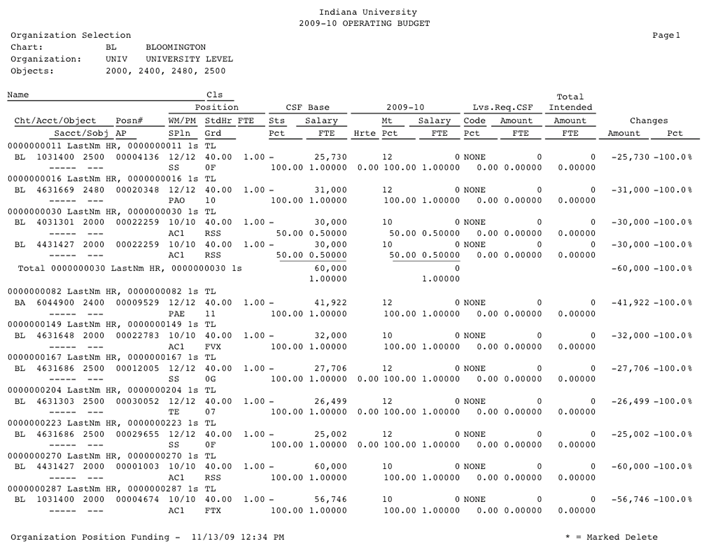 Indiana University
2009-10 OPERATING BUDGET
Organization Selection Page1
Chart: BL BLOOMINGTON
Organization: UNIV UNIVERSITY LEVEL
Objects: 2000, 2400, 2480, 2500
Name Cls Total
Position CSF Base 2009-10 Lvs.Req.CSF Intended
Cht/Acct/Object Posn# WM/PM StdHr FTE Sts Salary Mt Salary Code Amount Amount Changes
Sacct/Sobj AP SPln Grd Pct FTE Hrte Pct FTE Pct FTE FTE Amount Pct
0000000011 LastNm HR, 0000000011 1s TL
BL 1031400 2500 00004136 12/12 40.00 1.00 - 25,730 12 0 NONE 0 0 -25,730 -100.0%
----- --- SS 0F 100.00 1.00000 0.00 100.00 1.00000 0.00 0.00000 0.00000
0000000016 LastNm HR, 0000000016 1s TL
BL 4631669 2480 00020348 12/12 40.00 1.00 - 31,000 12 0 NONE 0 0 -31,000 -100.0%
----- --- PAO 10 100.00 1.00000 100.00 1.00000 0.00 0.00000 0.00000
0000000030 LastNm HR, 0000000030 1s TL
BL 4031301 2000 00022259 10/10 40.00 1.00 - 30,000 10 0 NONE 0 0 -30,000 -100.0%
----- --- AC1 RSS 50.00 0.50000 50.00 0.50000 0.00 0.00000 0.00000
BL 4431427 2000 00022259 10/10 40.00 1.00 - 30,000 10 0 NONE 0 0 -30,000 -100.0%
----- --- AC1 RSS 50.00 0.50000 50.00 0.50000 0.00 0.00000 0.00000
Total 0000000030 LastNm HR, 0000000030 1s 60,000 0 -60,000 -100.0%
1.00000 1.00000
0000000082 LastNm HR, 0000000082 1s TL
BA 6044900 2400 00009529 12/12 40.00 1.00 - 41,922 12 0 NONE 0 0 -41,922 -100.0%
----- --- PAE 11 100.00 1.00000 100.00 1.00000 0.00 0.00000 0.00000
0000000149 LastNm HR, 0000000149 1s TL
BL 4631648 2000 00022783 10/10 40.00 1.00 - 32,000 10 0 NONE 0 0 -32,000 -100.0%
----- --- AC1 FVX 100.00 1.00000 100.00 1.00000 0.00 0.00000 0.00000
0000000167 LastNm HR, 0000000167 1s TL
BL 4631686 2500 00012005 12/12 40.00 1.00 - 27,706 12 0 NONE 0 0 -27,706 -100.0%
----- --- SS 0G 100.00 1.00000 0.00 100.00 1.00000 0.00 0.00000 0.00000
0000000204 LastNm HR, 0000000204 1s TL
BL 4631303 2500 00030052 12/12 40.00 1.00 - 26,499 12 0 NONE 0 0 -26,499 -100.0%
----- --- TE 07 100.00 1.00000 0.00 100.00 1.00000 0.00 0.00000 0.00000
0000000223 LastNm HR, 0000000223 1s TL
BL 4631686 2500 00029655 12/12 40.00 1.00 - 25,002 12 0 NONE 0 0 -25,002 -100.0%
----- --- SS 0F 100.00 1.00000 0.00 100.00 1.00000 0.00 0.00000 0.00000
0000000270 LastNm HR, 0000000270 1s TL
BL 4431427 2000 00001003 10/10 40.00 1.00 - 60,000 10 0 NONE 0 0 -60,000 -100.0%
----- --- AC1 RSS 100.00 1.00000 100.00 1.00000 0.00 0.00000 0.00000
0000000287 LastNm HR, 0000000287 1s TL
BL 1031400 2000 00004674 10/10 40.00 1.00 - 56,746 10 0 NONE 0 0 -56,746 -100.0%
----- --- AC1 FTX 100.00 1.00000 100.00 1.00000 0.00 0.00000 0.00000
Organization Position Funding - 11/13/09 12:34 PM * = Marked Delete